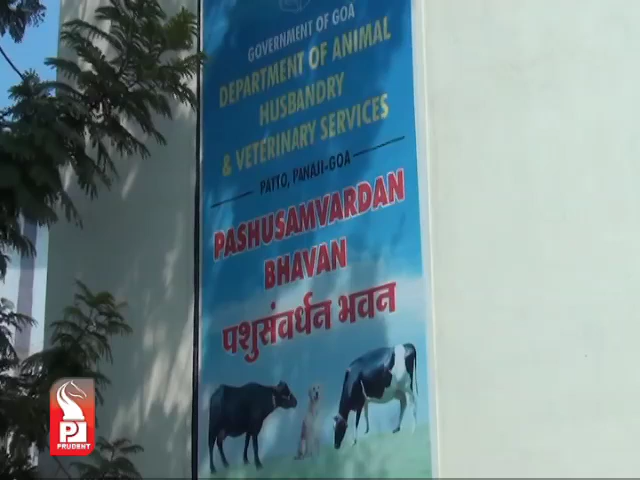 GOVERNMENT OF GOA
DEPARTMENT OF ANIMAL
HUSBANDRY
& VETERINARY SERVICES
PATTO, PANAJI-GOA
PASHUSAMVARDAN
BHAVAN
पशुसंवर्धन भवन
PRUDENT